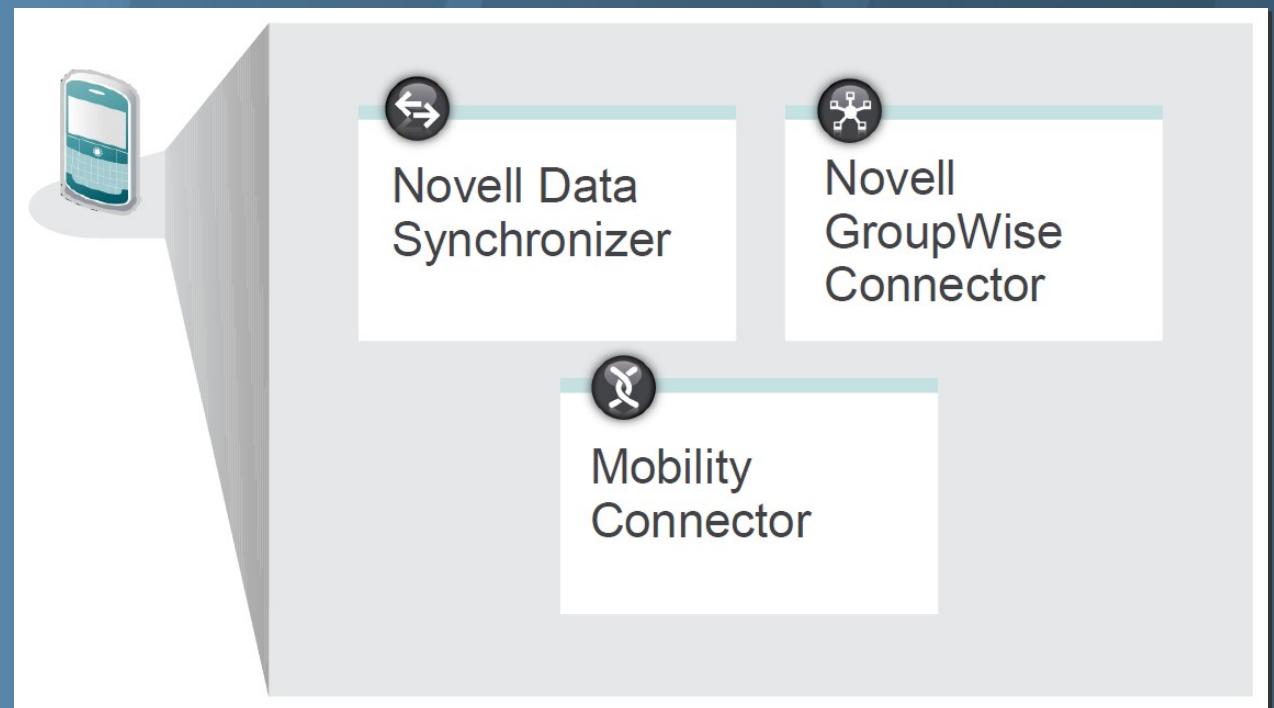 Novell Data
Synchronizer
Novell
GroupWise
Connector
Mobility
Connector